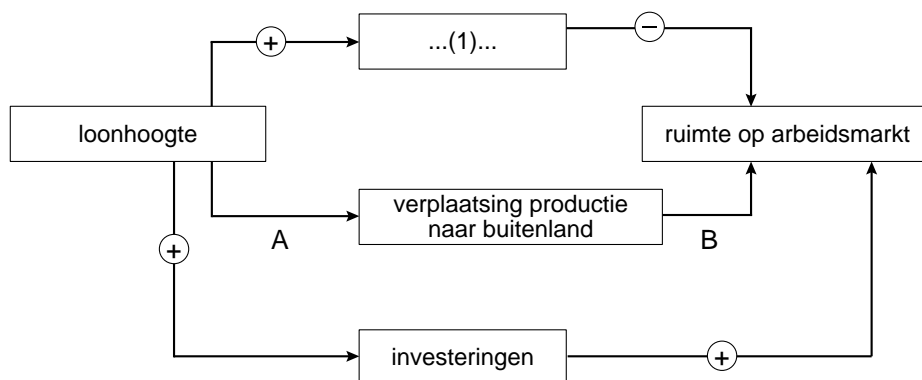 +
...(1)...
−
loonhoogte
ruimte op arbeidsmarkt
verplaatsing productie
naar buitenland
A
B
+
investeringen
+